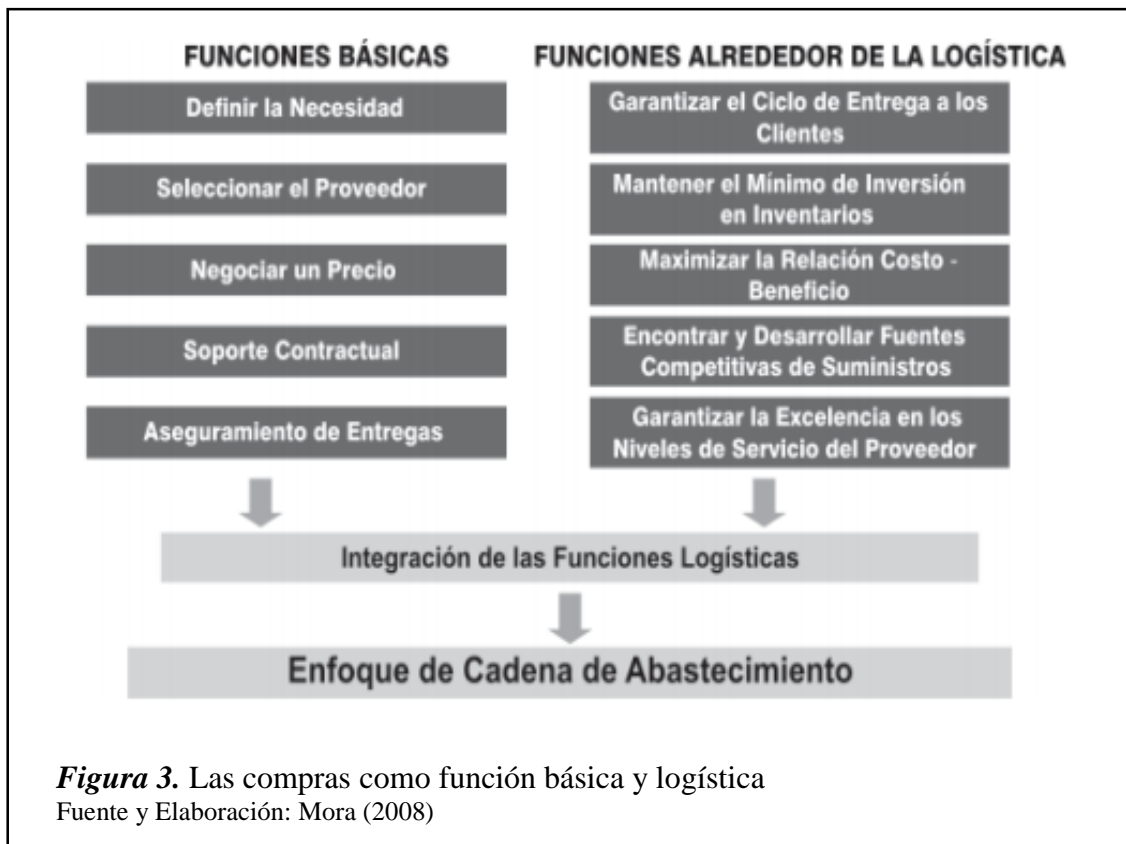 FUNCIONES BÁSICAS
Definir la Necesidad
Seleccionar el Proveedor
Negociar un Precio
Soporte Contractual
Aseguramiento de Entregas
FUNCIONES ALREDEDOR DE LA LOGÍSTICA
Garantizar el Ciclo de Entrega a los
Clientes
Mantener el Mínimo de Inversión
en Inventarios
Maximizar la Relación Costo -
Beneficio
Encontrar y Desarrollar Fuentes
Competitivas de Suministros
Garantizar la Excelencia en los
Niveles de Servicio del Proveedor
Integración de las Funciones Logísticas
Enfoque de Cadena de Abastecimiento
Figura 3. Las compras como función básica y logística
Fuente y Elaboración: Mora (2008)